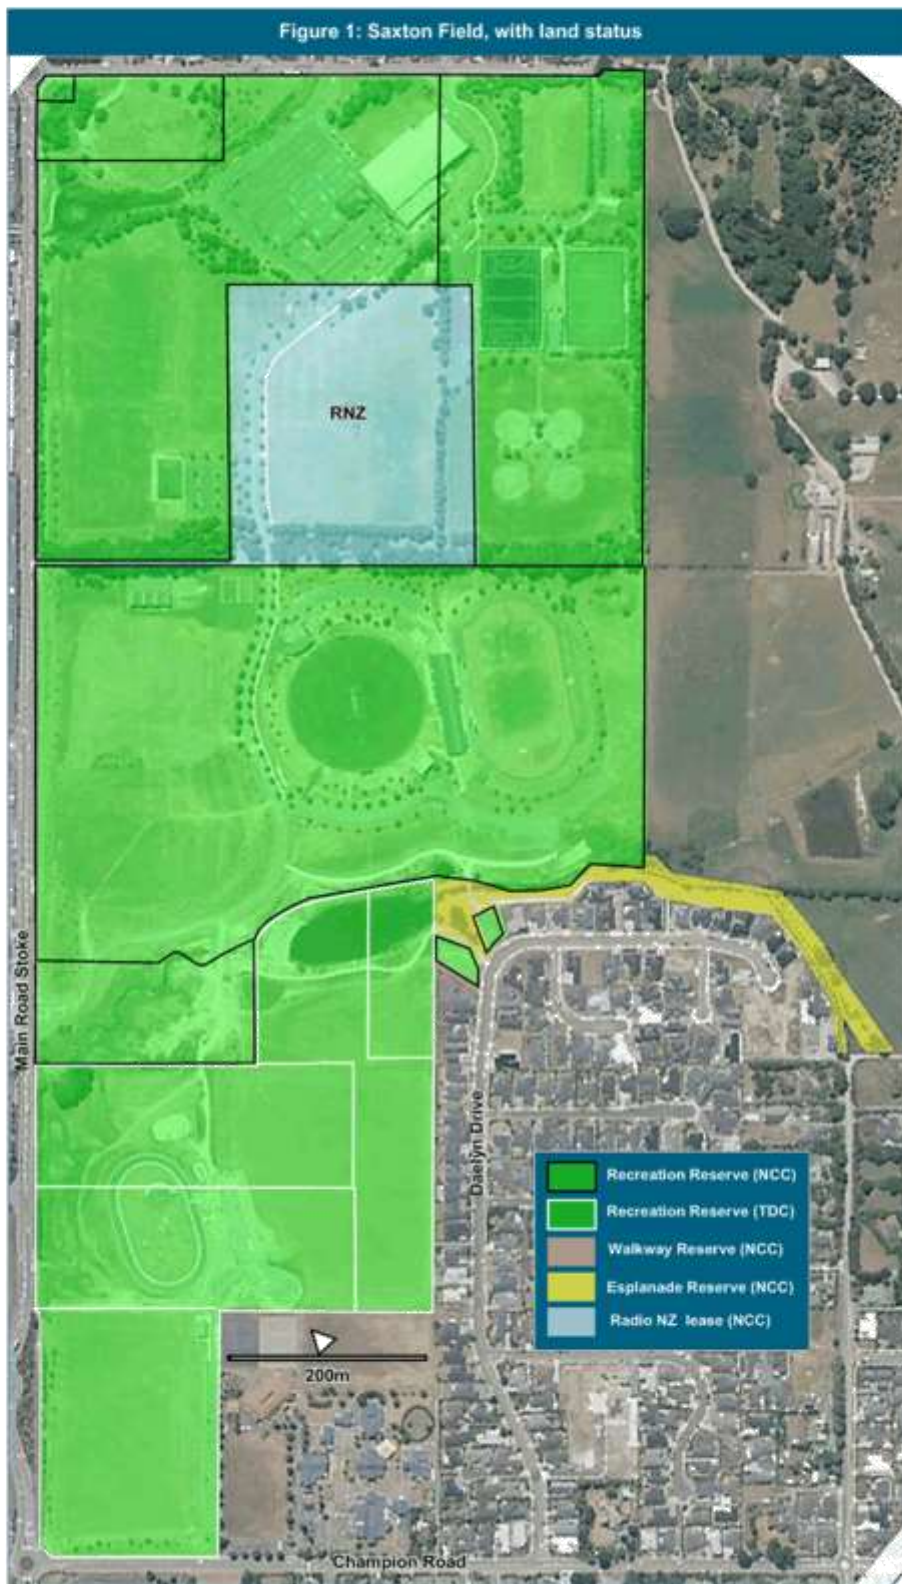 Figure 1: Saxton Field, with land status
RNZ
Main Road Stoke
Daelyn Drive
Recreation Reserve (NCC)
Recreation Reserve (TDC)
Walkway Reserve (NCC)
Esplanade Reserve (NCC)
Radio NZ lease (NCC)
200m
Champion Road